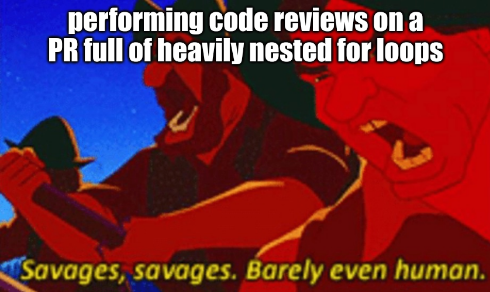 performing code reviews on a
PR full of heavily nested for loops
Savages, savages. Barely even human.